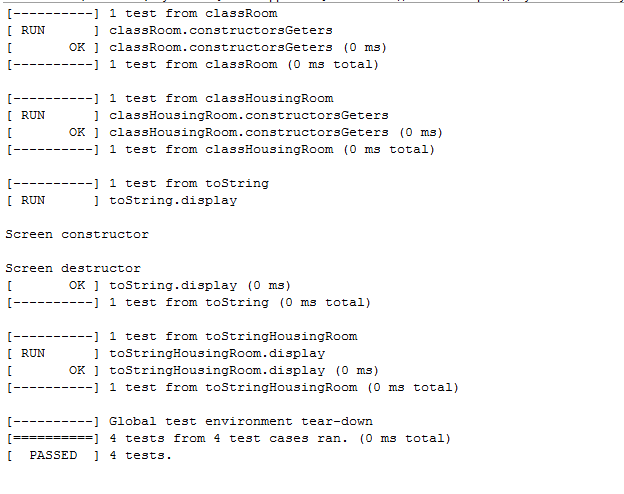 [----------] 1 test from classRoom
[ RUN      ] classRoom.constructorsGeters
[       OK ] classRoom.constructorsGeters (0 ms)
[----------] 1 test from classRoom (0 ms total)

[----------] 1 test from classHousingRoom
[ RUN      ] classHousingRoom.constructorsGeters
[       OK ] classHousingRoom.constructorsGeters (0 ms)
[----------] 1 test from classHousingRoom (0 ms total)

[----------] 1 test from toString
[ RUN      ] toString.display

Screen constructor

Screen destructor
[       OK ] toString.display (0 ms)
[----------] 1 test from toString (0 ms total)

[----------] 1 test from toStringHousingRoom
[ RUN      ] toStringHousingRoom.display
[       OK ] toStringHousingRoom.display (0 ms)
[----------] 1 test from toStringHousingRoom (0 ms total)

[----------] Global test environment tear-down
[==========] 4 tests from 4 test cases ran. (0 ms total)
[  PASSED  ] 4 tests.